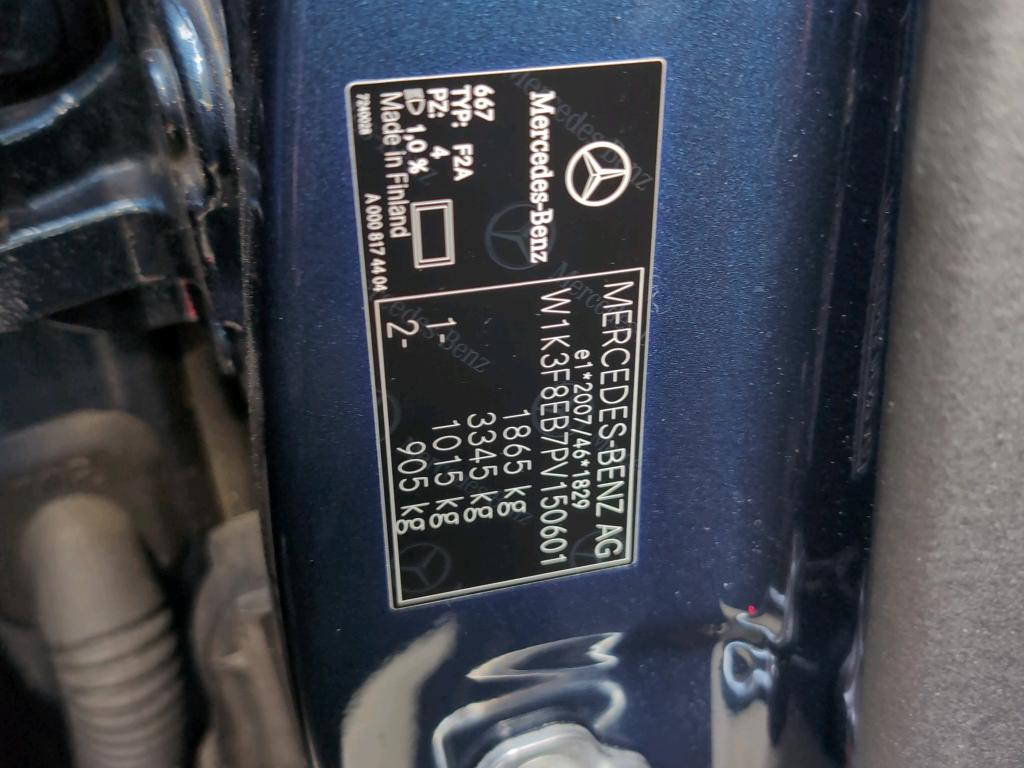 Mercedes-Benz
667
TYP: F2A
PZ: 4
1,0 %
Made in Finland
7240028 A 000 817 44 04
MERCEDES-BENZ AG
e1*2007/46*1829
W1K3F8EB7PV150601
1865 kg
3345 kg
1- 1015 kg
2- 905 kg